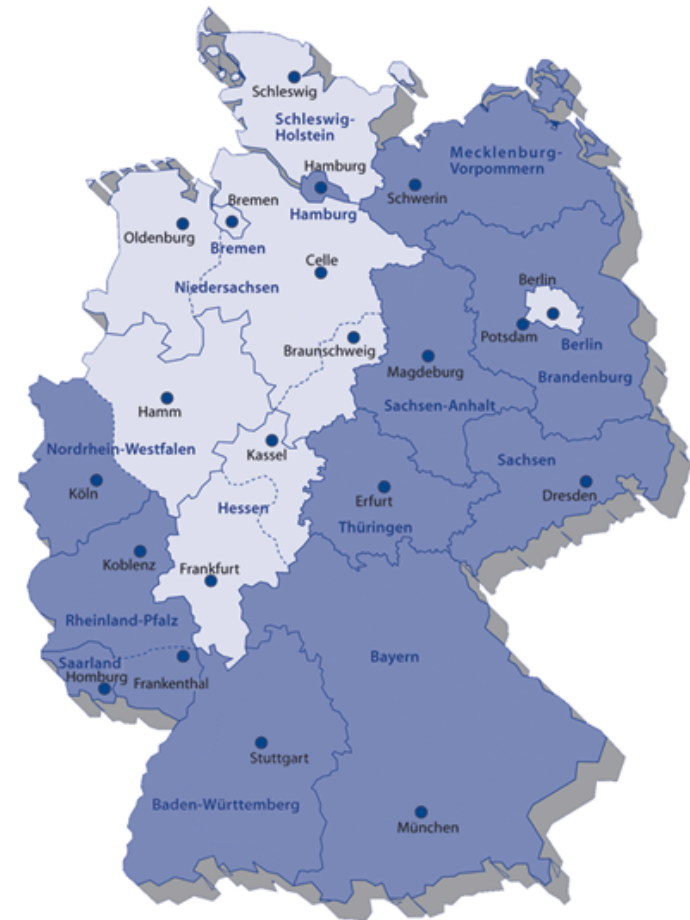 Schleswig
Schleswig-
Holstein
Hamburg
Hamburg
Mecklenburg-
Vorpommern
Schwerin
Bremen
Bremen
Oldenburg
Niedersachsen
Celle
Braunschweig
Berlin
Berlin
Potsdam
Brandenburg
Magdeburg
Sachsen-Anhalt
Hamm
Nordrhein-Westfalen
Köln
Kassel
Hessen
Frankfurt
Sachsen
Dresden
Erfurt
Thüringen
Koblenz
Rheinland-Pfalz
Saarland
Homburg
Frankenthal
Bayern
Stuttgart
Baden-Württemberg
München